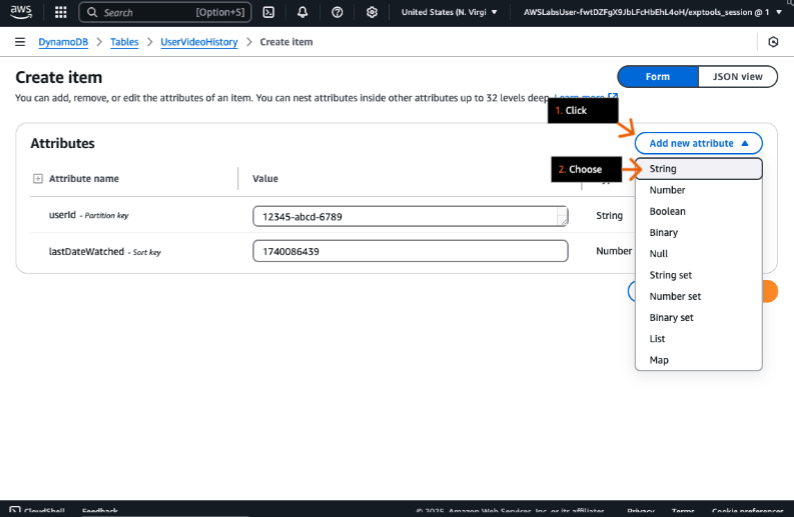 aws Search [Option+S] United States (N. Virgi AWSLabsUser-fwtDZFgX9JbLFcHbEhL4oH/exptools_session @ 1
DynamoDB > Tables > UserVideoHistory > Create item
Create item
Form JSON view
You can add, remove, or edit the attributes of an item. You can nest attributes inside other attributes up to 32 levels deep. Learn more
1. Click
Attributes
Add new attribute
2. Choose
String
Attribute name Value
Number
userId - Partition key 12345-abcd-6789 String
Boolean
Binary
lastDateWatched - Sort key 1740086439 Number
Null
String set
Number set
Binary set
List
Map
CloudShell Feedback © 2025, Amazon Web Services, Inc. or its affiliates. Privacy Terms Cookie preferences